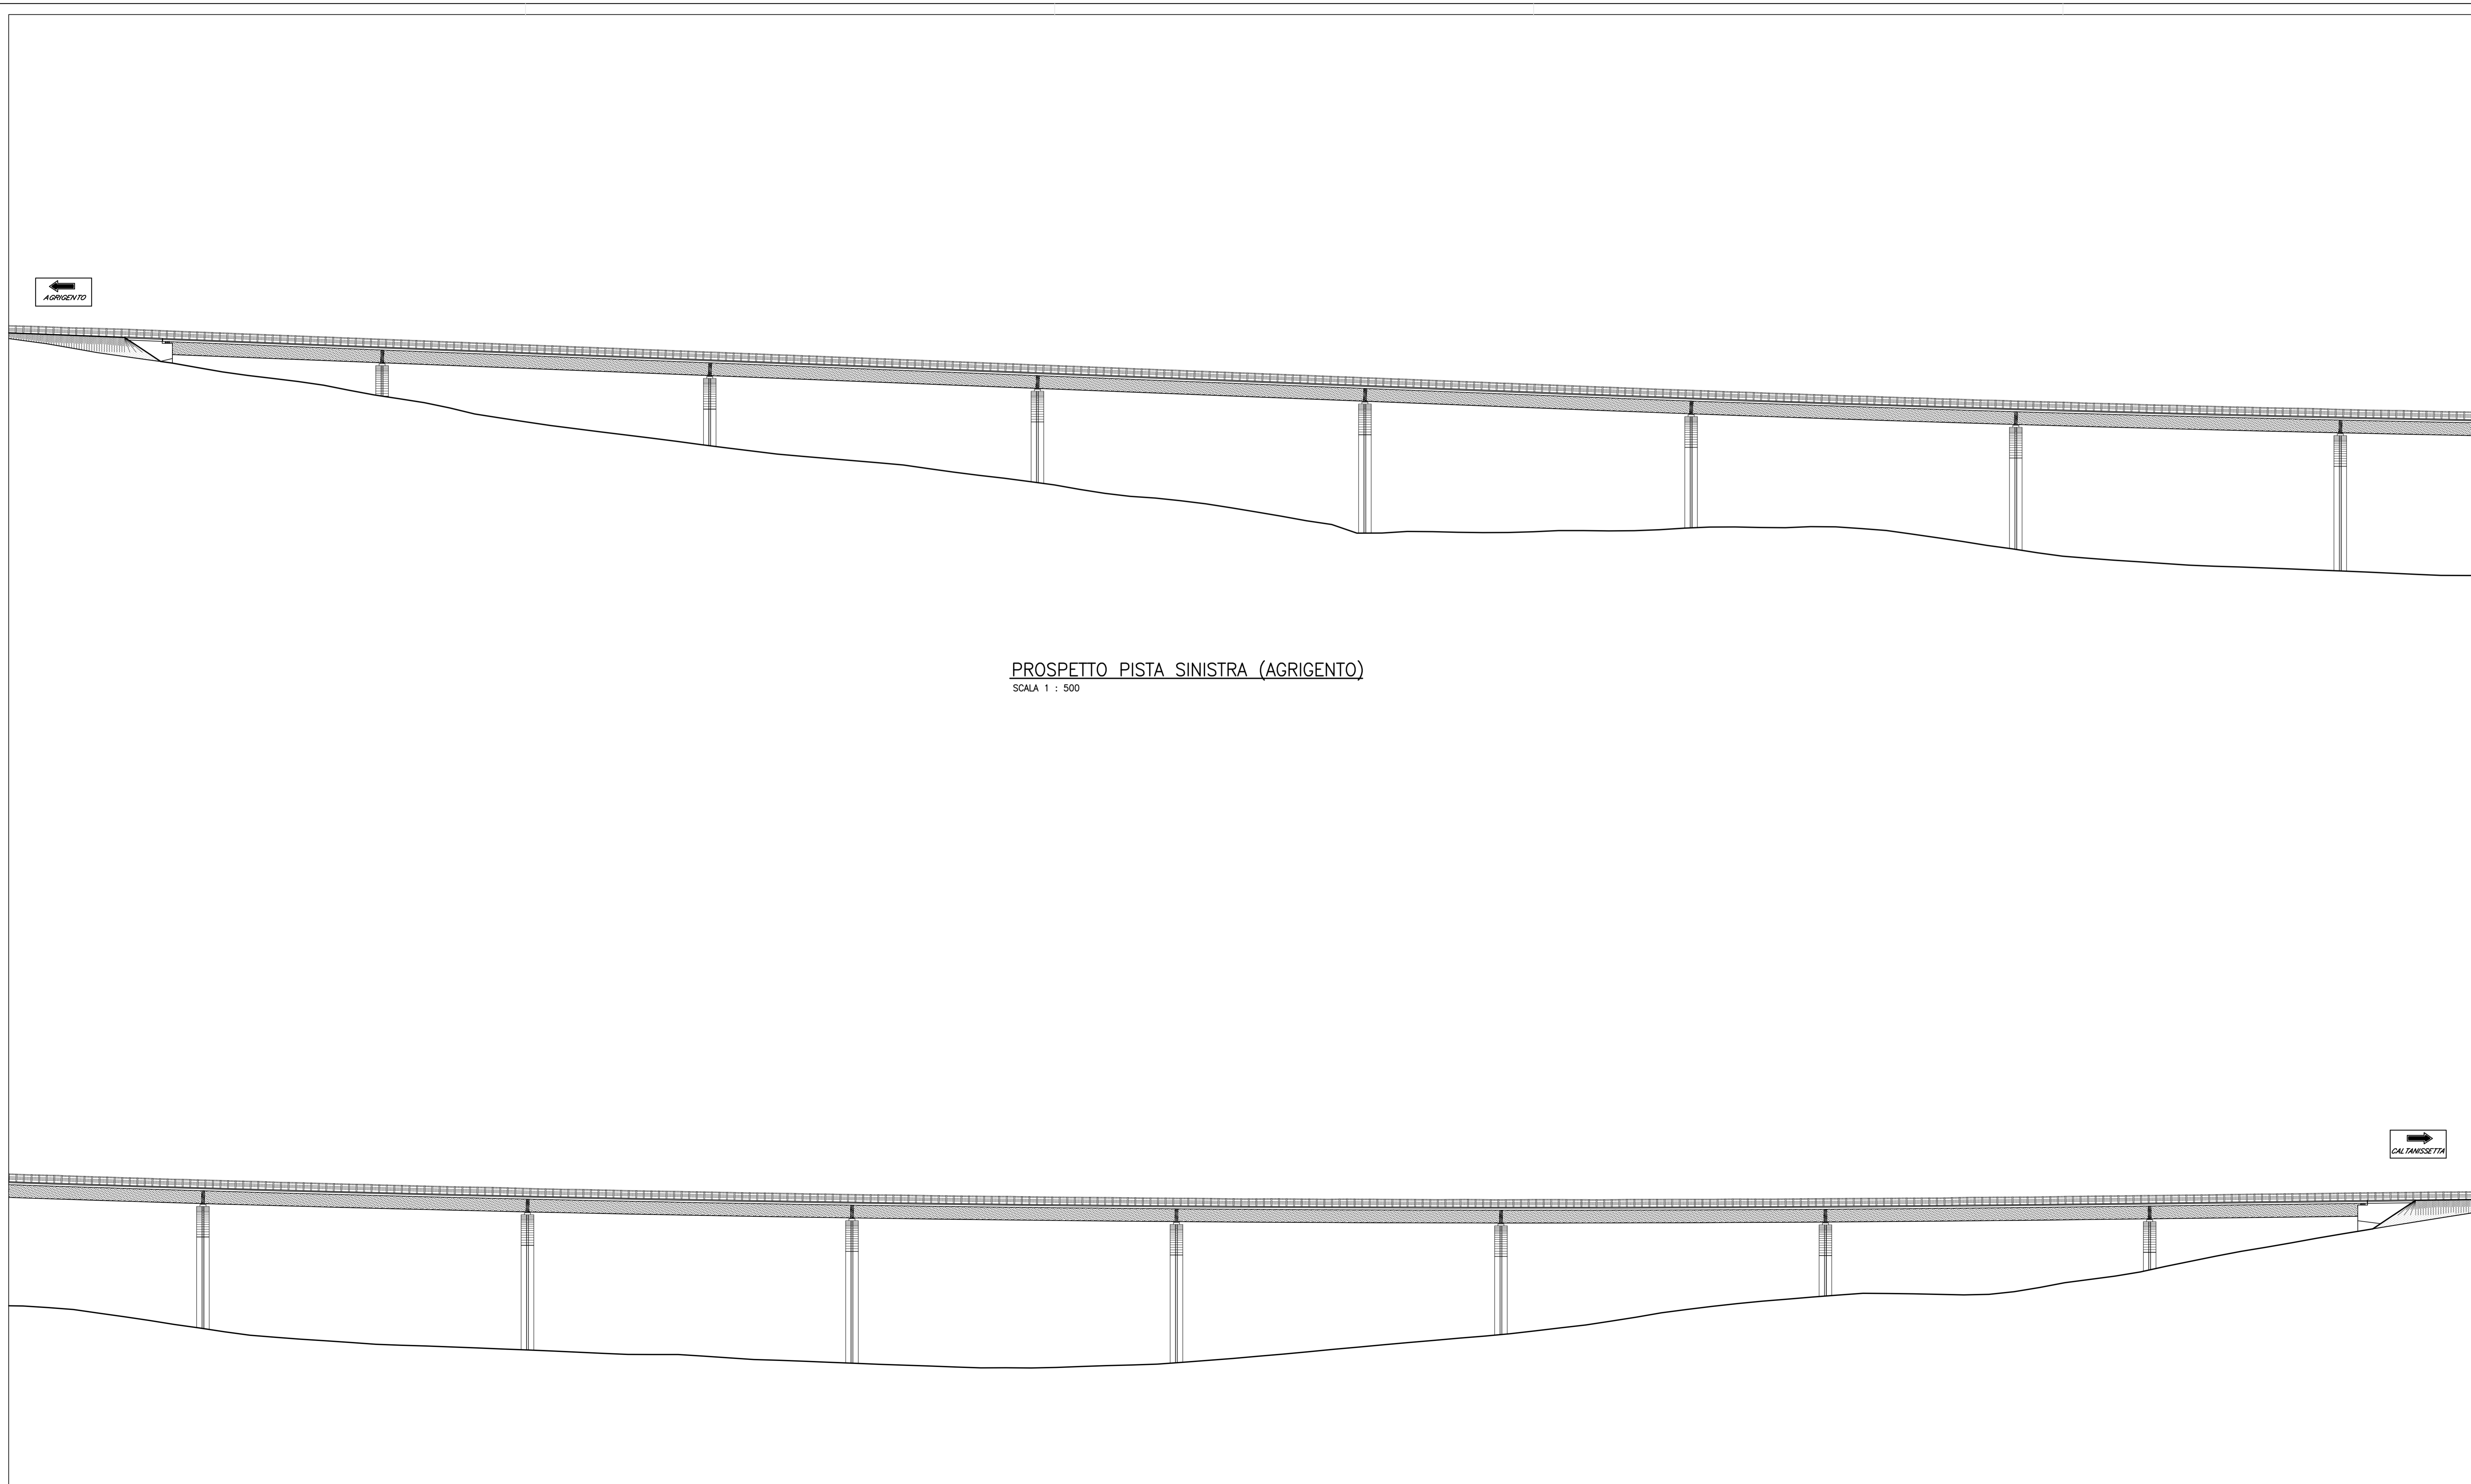 AGRIGENTO
PROSPETTO PISTA SINISTRA (AGRIGENTO)
SCALA 1 : 500
CALTANISSETTA